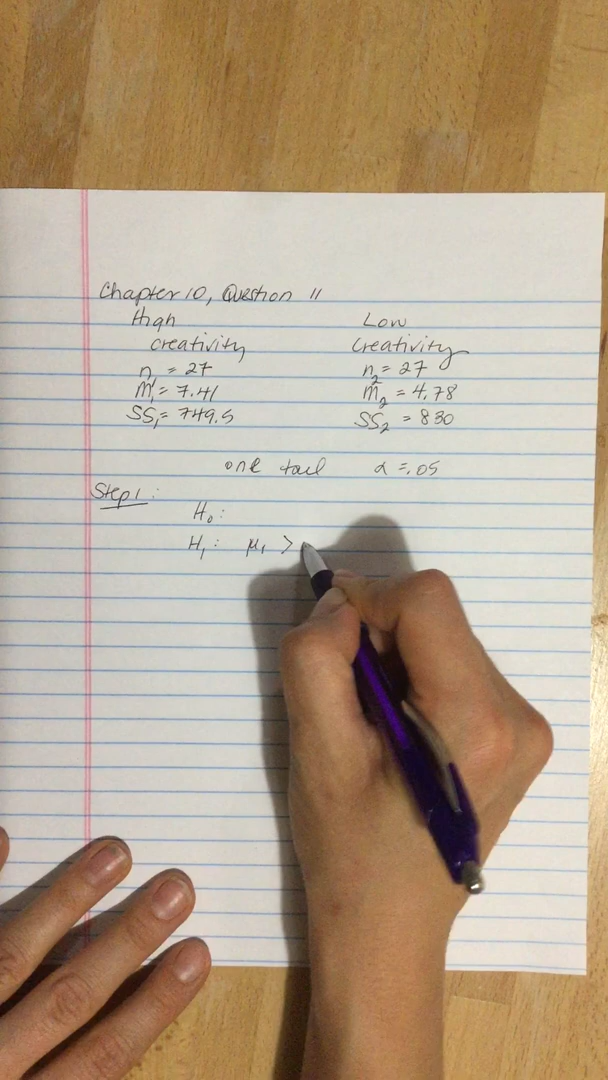 Chapter 10, Question 11
High
creativity
Low
Creativity
n₁ = 27
M₁ = 7.41
SS₁ = 749.5
n₂ = 27
M₂ = 4.78
SS₂ = 830
one tail α = .05
Step 1:
H₀:
H₁: μ₁ >